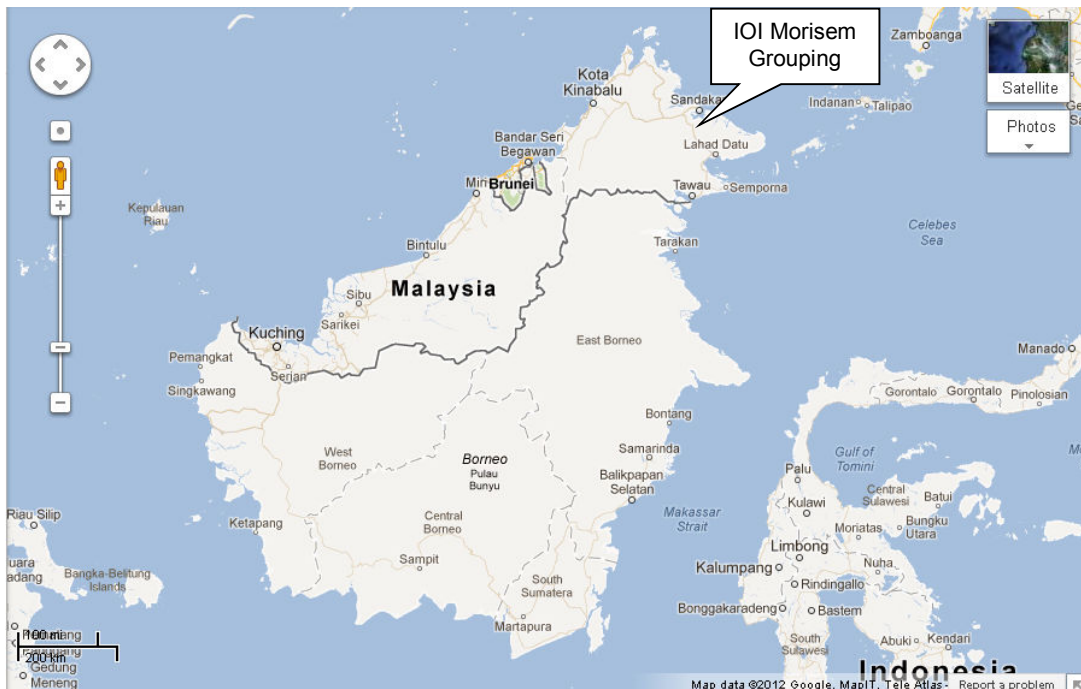 IOI Morisem
Grouping
Zamboanga
Satellite
Kota
Kinabalu
Sandakan
Indanan
Talipao
Photos
Bandar Seri
Begawan
Lahad Datu
Miri
Brunei
Tawau
Semporna
Kepulauan
Riau
Celebes
Sea
Bintulu
Tarakan
Malaysia
Sibu
Sarikei
Kuching
East Borneo
Manado
Pemangkat
Serian
Singkawang
Gorontalo
Gorontalo
Pinolosian
Bontang
West
Borneo
Borneo
Pulau
Bunyu
Samarinda
Gulf of
Tomini
Balikpapan
Selatan
Palu
Central
Sulawesi
Batui
Kulawi
Riau Silip
Ketapang
Central
Borneo
Makassar
Strait
Moriatas
Bungku
Utara
Limbong
Sampit
Kalumpang
Nuha
Bangka-Belitung
Islands
South
Sumatera
Rindingallo
Bonggakaradeng
Bastem
Martapura
South
Sulawesi
Abuki
Kendari
100 mi
200 km
Gedung
Meneng
Indonesia
Map data ©2012 Google, MapIT, Tele Atlas - Report a problem